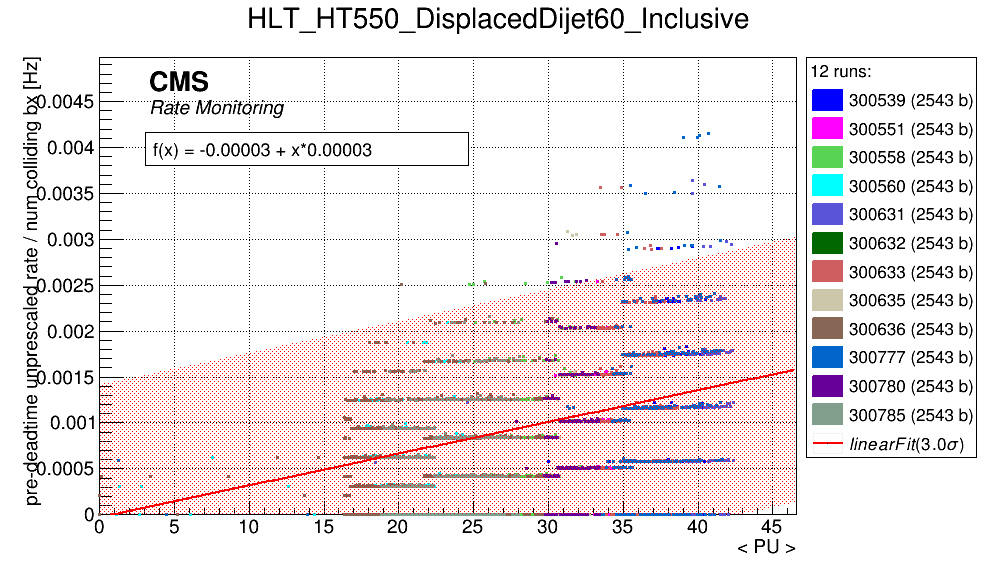 HLT_HT550_DisplacedDijet60_Inclusive
pre-deadtime unprescaled rate / num colliding bx [Hz]
CMS
Rate Monitoring
f(x) = -0.00003 + x*0.00003
0.0045
0.004
0.0035
0.003
0.0025
0.002
0.0015
0.001
0.0005
0
0 5 10 15 20 25 30 35 40 45
< PU >
12 runs:
300539 (2543 b)
300551 (2543 b)
300558 (2543 b)
300560 (2543 b)
300631 (2543 b)
300632 (2543 b)
300633 (2543 b)
300635 (2543 b)
300636 (2543 b)
300777 (2543 b)
300780 (2543 b)
300785 (2543 b)
linearFit(3.0σ)